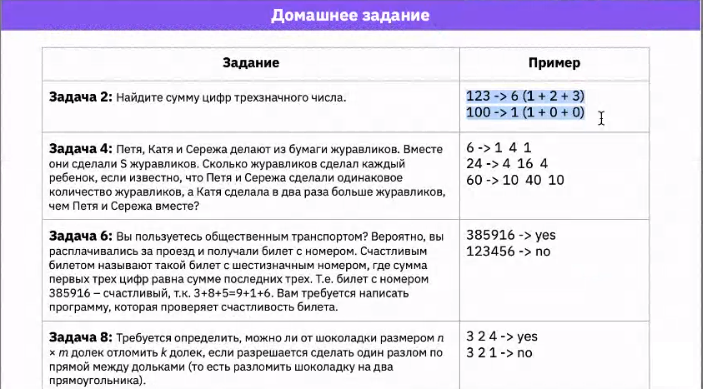 Домашнее задание
Задание
Пример
Задача 2: Найдите сумму цифр трехзначного числа.
123 -> 6 (1 + 2 + 3)
100 -> 1 (1 + 0 + 0)
Задача 4: Петя, Катя и Сережа делают из бумаги журавликов. Вместе
они сделали S журавликов. Сколько журавликов сделал каждый
ребенок, если известно, что Петя и Сережа сделали одинаковое
количество журавликов, а Катя сделала в два раза больше журавликов,
чем Петя и Сережа вместе?
6 -> 1 4 1
24 -> 4 16 4
60 -> 10 40 10
Задача 6: Вы пользуетесь общественным транспортом? Вероятно, вы
расплачивались за проезд и получали билет с номером. Счастливым
билетом называют такой билет с шестизначным номером, где сумма
первых трех цифр равна сумме последних трех. Т.е. билет с номером
385916 – счастливый, т.к. 3+8+5=9+1+6. Вам требуется написать
программу, которая проверяет счастливость билета.
385916 -> yes
123456 -> no
Задача 8: Требуется определить, можно ли от шоколадки размером n
× m долек отломить k долек, если разрешается сделать один разлом по
прямой между дольками (то есть разломить шоколадку на два
прямоугольника).
3 2 4 -> yes
3 2 1 -> no